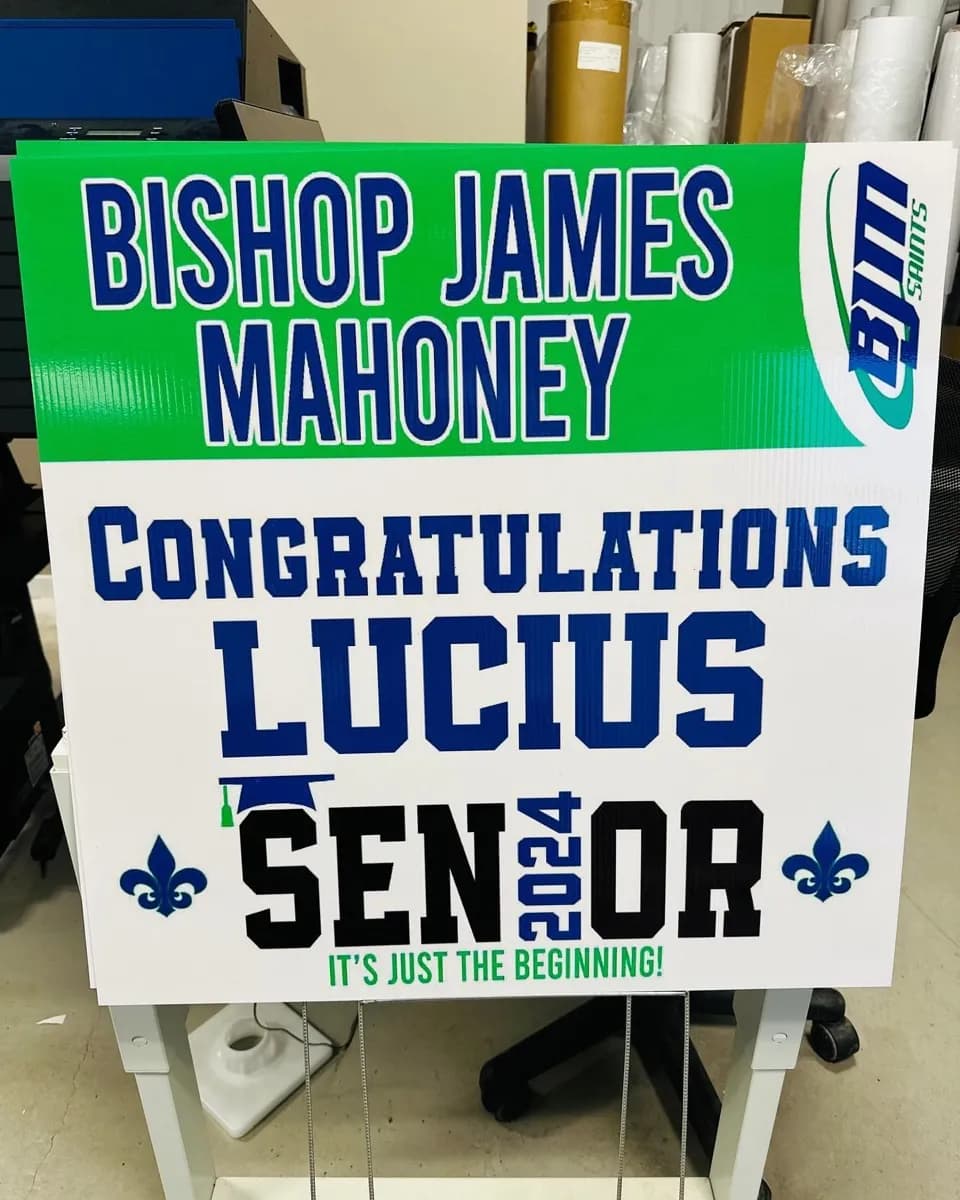 BISHOP JAMES
MAHONEY
BJM
SAINTS
CONGRATULATIONS
LUCIUS
SEN2024OR
IT'S JUST THE BEGINNING!